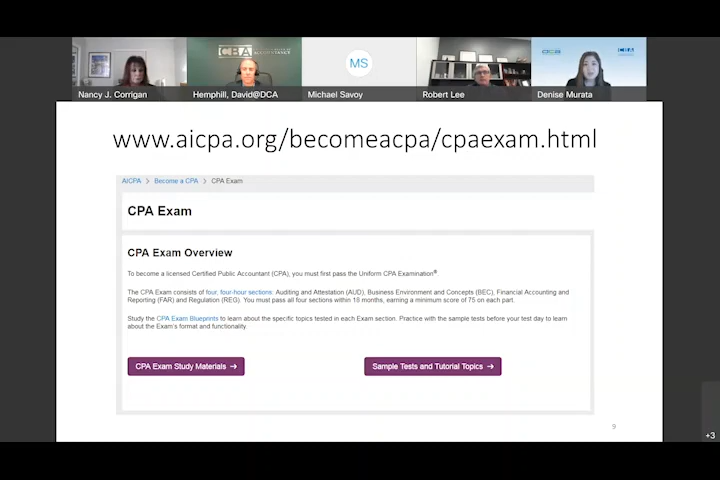 CBA
ACCOUNTANCY
MS
CBA
Nancy J. Corrigan
Hemphill, David@DCA
Michael Savoy
Robert Lee
Denise Murata
www.aicpa.org/becomeacpa/cpaexam.html
AICPA > Become a CPA > CPA Exam
CPA Exam
CPA Exam Overview
To become a licensed Certified Public Accountant (CPA), you must first pass the Uniform CPA Examination®
The CPA Exam consists of four, four-hour sections: Auditing and Attestation (AUD), Business Environment and Concepts (BEC), Financial Accounting and
Reporting (FAR) and Regulation (REG). You must pass all four sections within 18 months, earning a minimum score of 75 on each part.
Study the CPA Exam Blueprints to learn about the specific topics tested in each Exam section. Practice with the sample tests before your test day to learn
about the Exam's format and functionality.
CPA Exam Study Materials →
Sample Tests and Tutorial Topics →
9
+3